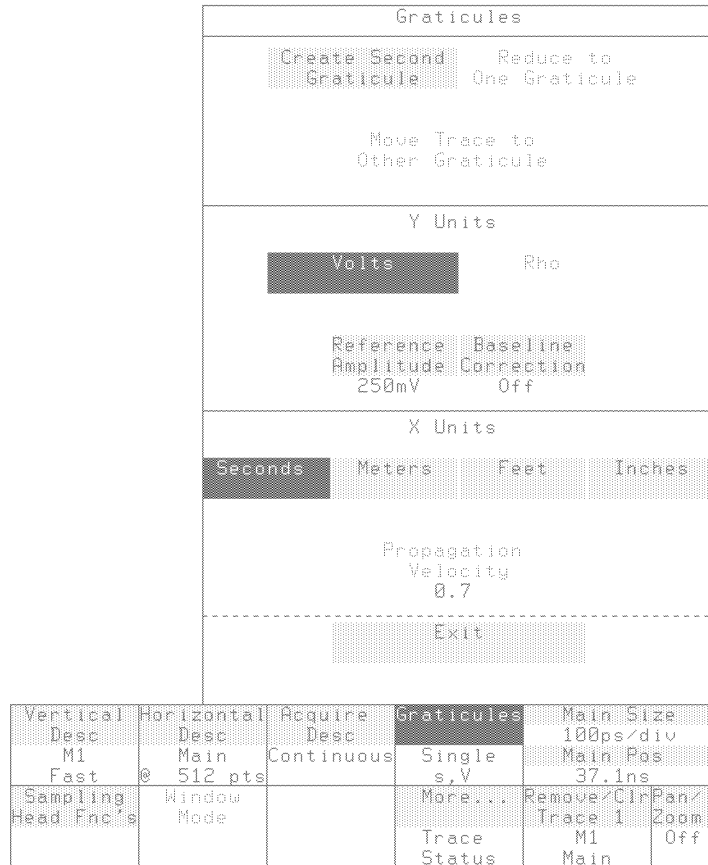 Graticules
Create Second Reduce to
Graticule One Graticule
Move Trace to
Other Graticule
Y Units
Volts Rho
Reference Baseline
Amplitude Correction
250mV Off
X Units
Seconds Meters Feet Inches
Propagation
Velocity
0.7
Exit
Vertical Horizontal Acquire Graticules Main Size
Desc Desc Desc 100ps/div
M1 Main Continuous Single Main Pos
Fast @ 512 pts s,V 37.1ns
Sampling Window More... Remove/Clr Pan/
Head Fnc's Mode Trace 1 Zoom
Trace M1 Off
Status Main